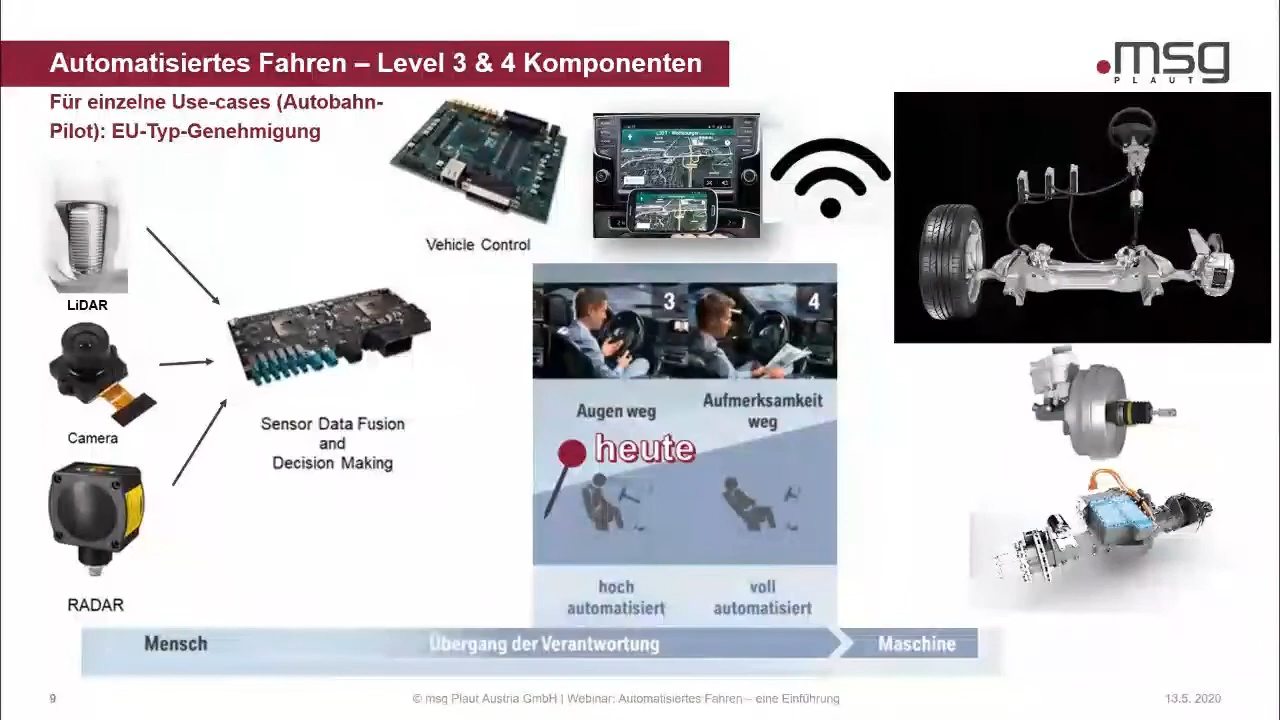 Automatisiertes Fahren – Level 3 & 4 Komponenten
.msg
PLAUT
Für einzelne Use-cases (Autobahn-
Pilot): EU-Typ-Genehmigung
Vehicle Control
LiDAR
Camera
RADAR
Sensor Data Fusion
and
Decision Making
3
4
Augen weg
Aufmerksamkeit
weg
heute
hoch
automatisiert
voll
automatisiert
Mensch
Übergang der Verantwortung
Maschine
9
© msg Plaut Austria GmbH | Webinar: Automatisiertes Fahren – eine Einführung
13.5. 2020